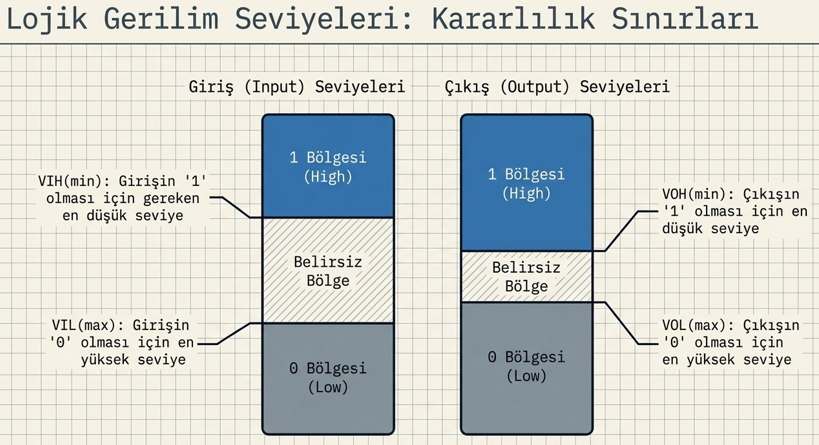 Lojik Gerilim Seviyeleri: Kararlılık Sınırları
Giriş (Input) Seviyeleri
Çıkış (Output) Seviyeleri
1 Bölgesi
(High)
VIH(min): Girişin '1'
olması için gereken
en düşük seviye
Belirsiz
Bölge
VIL(max): Girişin
'0' olması için en
yüksek seviye
0 Bölgesi
(Low)
1 Bölgesi
(High)
VOH(min): Çıkışın
'1' olması için en
düşük seviye
Belirsiz
Bölge
VOL(max): Çıkışın
'0' olması için
en yüksek seviye
0 Bölgesi
(Low)